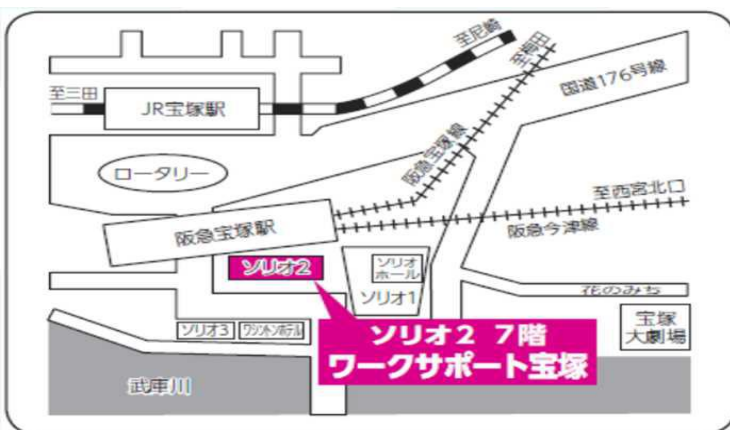 至尼崎
至梅田
国道176号線
至三田
JR宝塚駅
阪急宝塚線
ロータリー
至西宮北口
阪急宝塚駅
阪急今津線
ソリオ2
ソリオ
ホール
ソリオ1
花のみち
宝塚
大劇場
ソリオ3
ワシントンホテル
ソリオ2 7階
ワークサポート宝塚
武庫川